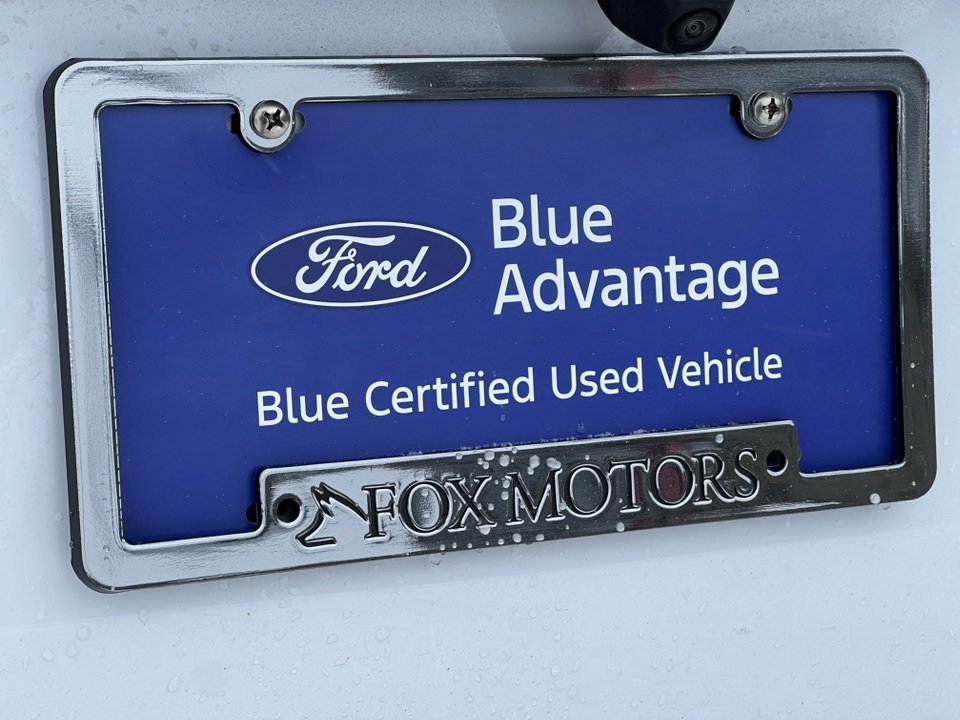 Ford
Blue
Advantage
Blue Certified Used Vehicle
FOX MOTORS